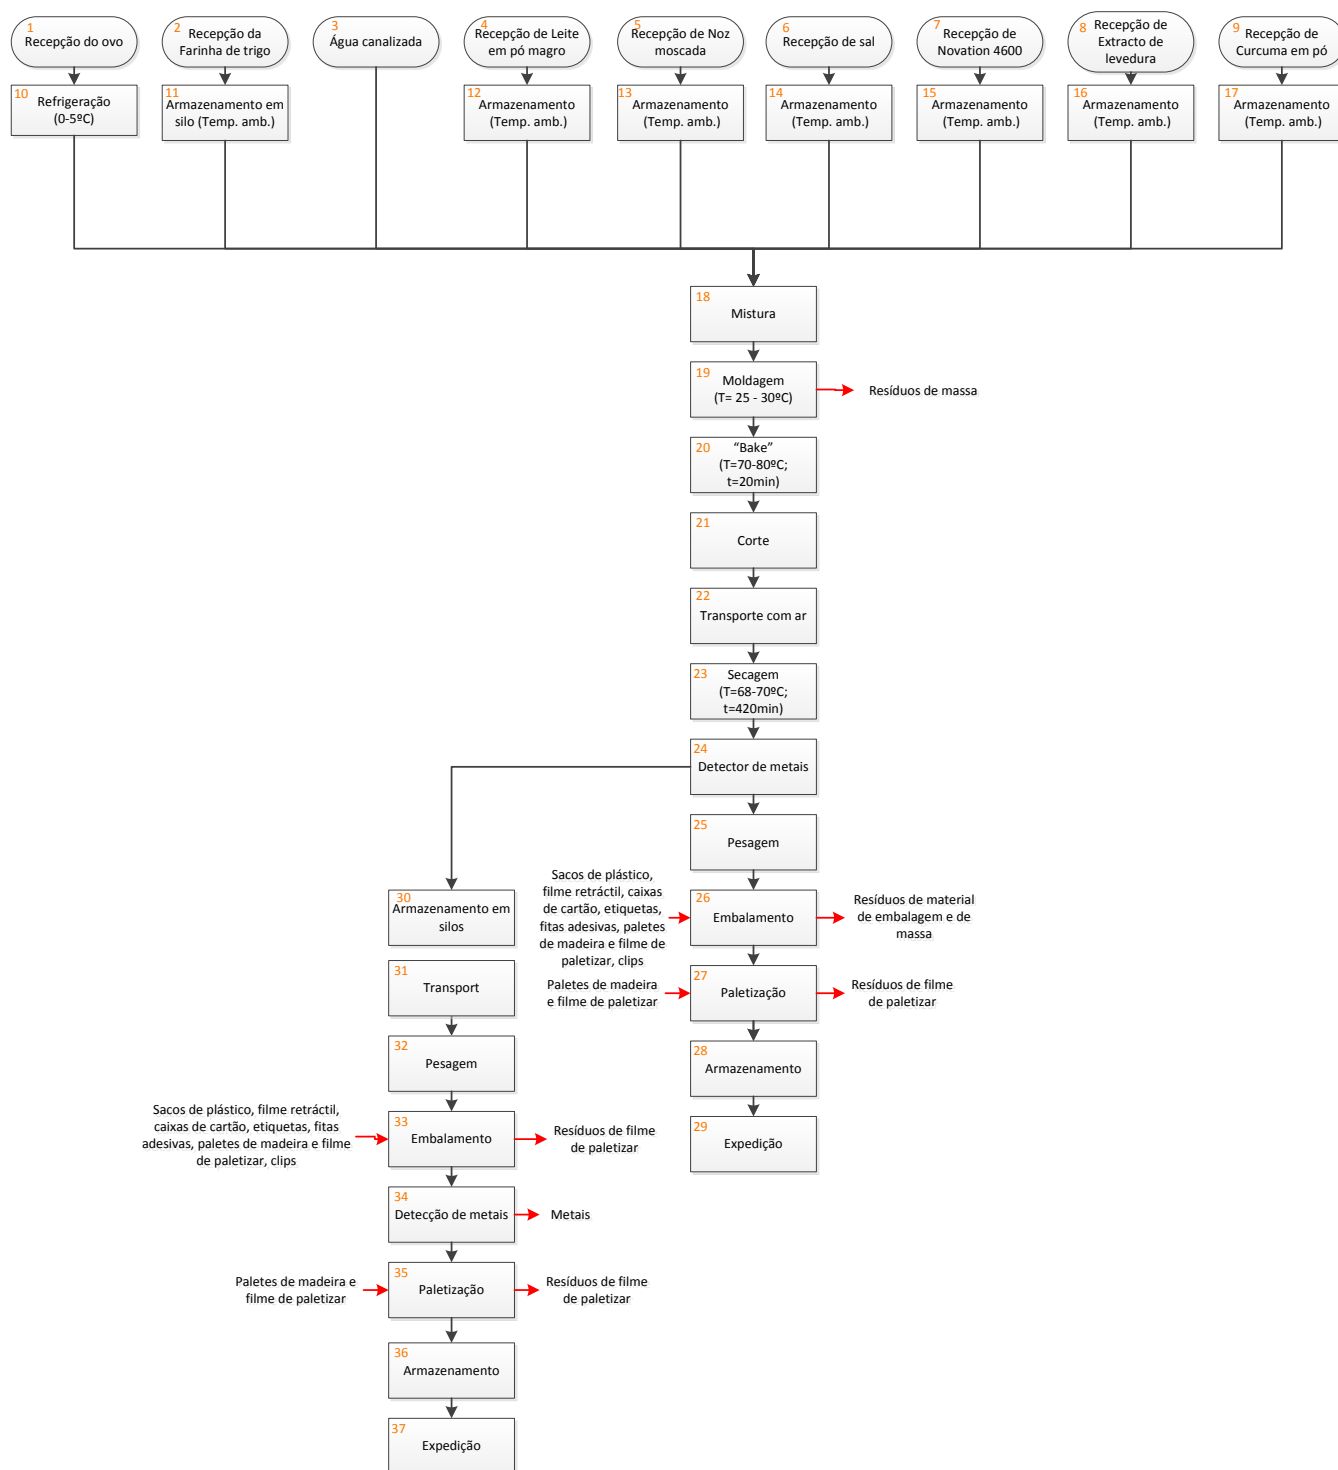 1
Recepção do ovo
2
Recepção da
Farinha de trigo
3
Água canalizada
4
Recepção de Leite
em pó magro
5
Recepção de Noz
moscada
6
Recepção de sal
7
Recepção de
Novation 4600
8
Recepção de
Extracto de
levedura
9
Recepção de
Curcuma em pó
10
Refrigeração
(0-5ºC)
11
Armazenamento em
silo (Temp. amb.)
12
Armazenamento
(Temp. amb.)
13
Armazenamento
(Temp. amb.)
14
Armazenamento
(Temp. amb.)
15
Armazenamento
(Temp. amb.)
16
Armazenamento
(Temp. amb.)
17
Armazenamento
(Temp. amb.)
18
Mistura
19
Moldagem
(T= 25 - 30ºC)
Resíduos de massa
20
“Bake”
(T=70-80ºC;
t=20min)
21
Corte
22
Transporte com ar
23
Secagem
(T=68-70ºC;
t=420min)
24
Detector de metais
25
Pesagem
Sacos de plástico,
filme retráctil, caixas
de cartão, etiquetas,
fitas adesivas, paletes
de madeira e filme de
paletizar, clips
26
Embalamento
Resíduos de material
de embalagem e de
massa
Paletes de madeira
e filme de paletizar
27
Paletização
Resíduos de filme
de paletizar
28
Armazenamento
29
Expedição
30
Armazenamento em
silos
31
Transport
32
Pesagem
Sacos de plástico, filme retráctil,
caixas de cartão, etiquetas, fitas
adesivas, paletes de madeira e filme
de paletizar, clips
33
Embalamento
Resíduos de filme
de paletizar
34
Detecção de metais
Metais
Paletes de madeira e
filme de paletizar
35
Paletização
Resíduos de filme
de paletizar
36
Armazenamento
37
Expedição